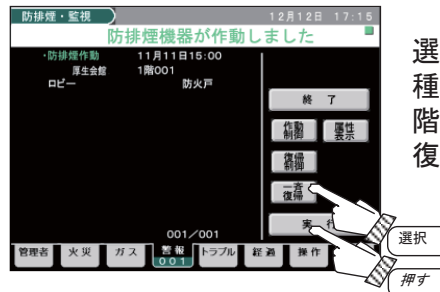 防排煙・監視 12月12日 17:15
防排煙機器が作動しました
・防排煙作動 11月11日15:00
厚生会館 1階001
ロビー 防火戸
終 了
作動制御 属性表示
復帰制御
一斉復帰
実 行
001/001
管理者 火災 ガス 警報001 トラブル 経過 操作
選
種
階
復
選択
押す